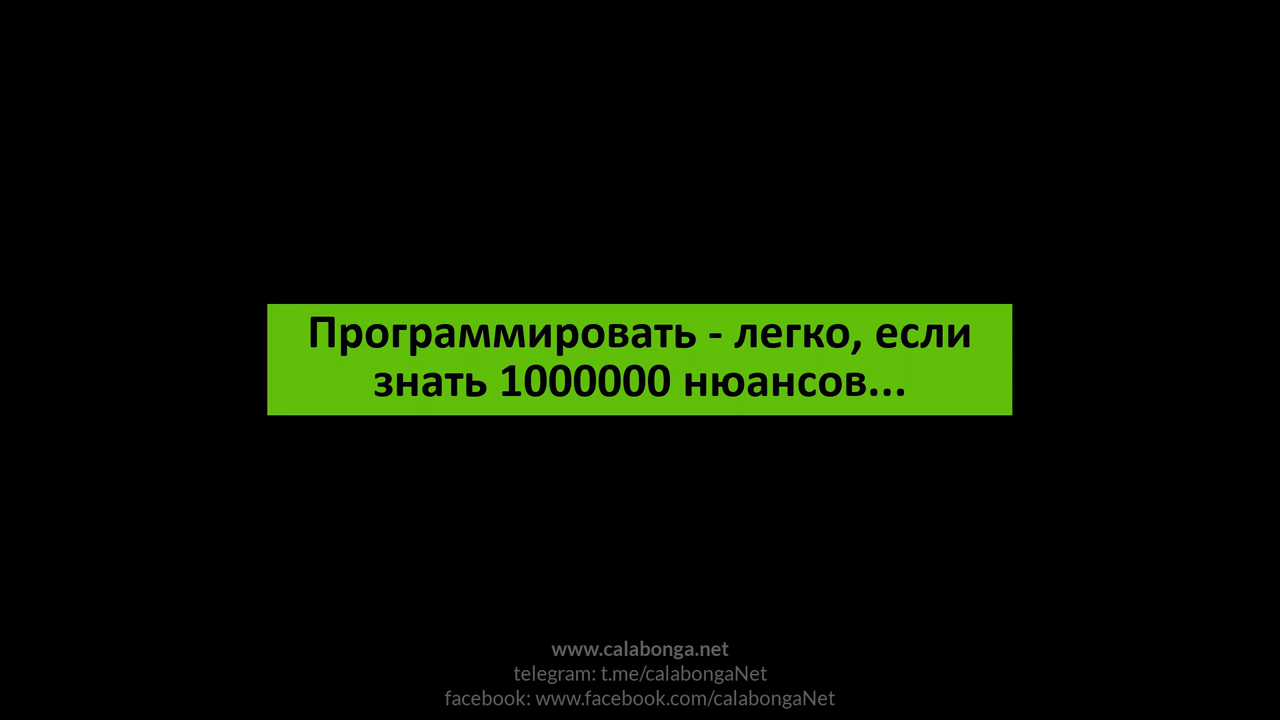 Программировать - легко, если
знать 1000000 нюансов...
www.calabonga.net
telegram: t.me/calabongaNet
facebook: www.facebook.com/calabongaNet